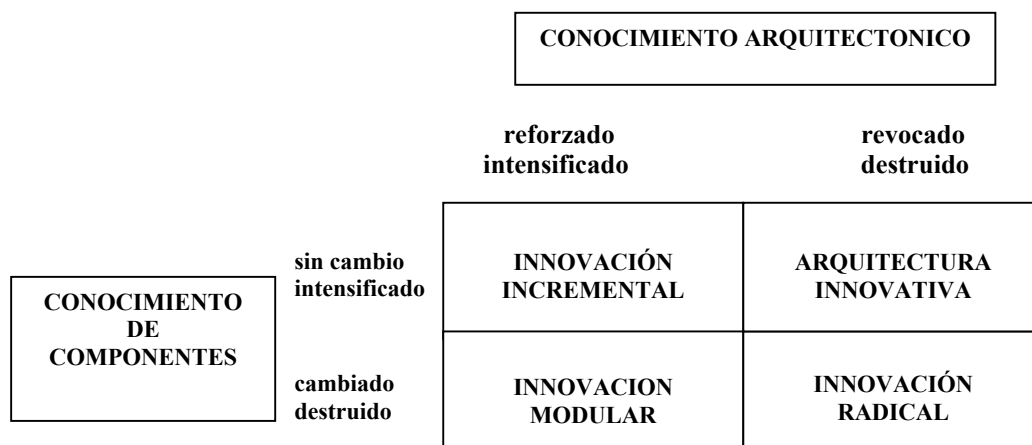 CONOCIMIENTO ARQUITECTONICO
reforzado
intensificado
revocado
destruido
sin cambio
intensificado
INNOVACIÓN
INCREMENTAL
ARQUITECTURA
INNOVATIVA
CONOCIMIENTO
DE
COMPONENTES
cambiado
destruido
INNOVACION
MODULAR
INNOVACIÓN
RADICAL